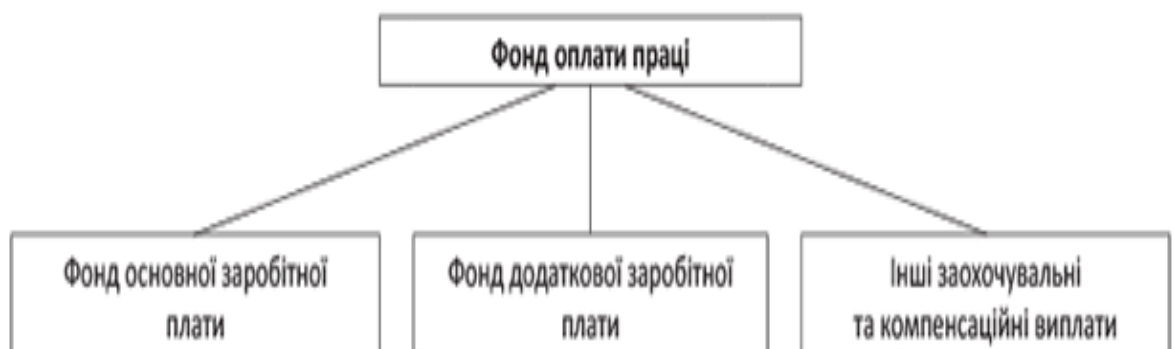 Фонд оплати праці
Фонд основної заробітної
плати
Фонд додаткової заробітної
плати
Інші заохочувальні
та компенсаційні виплати